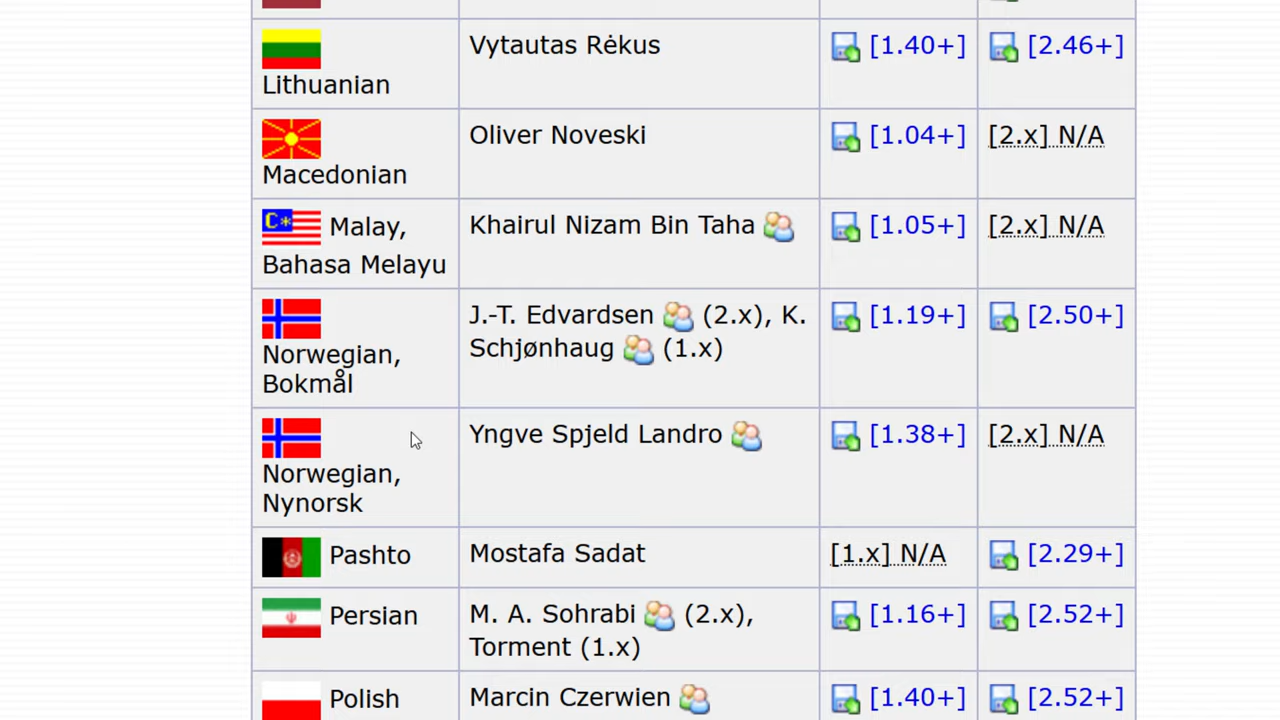 Lithuanian
Vytautas Rėkus
[1.40+]
[2.46+]
Macedonian
Oliver Noveski
[1.04+]
[2.x] N/A
Malay,
Bahasa Melayu
Khairul Nizam Bin Taha
[1.05+]
[2.x] N/A
Norwegian,
Bokmål
J.-T. Edvardsen (2.x), K.
Schjønhaug (1.x)
[1.19+]
[2.50+]
Norwegian,
Nynorsk
Yngve Spjeld Landro
[1.38+]
[2.x] N/A
Pashto
Mostafa Sadat
[1.x] N/A
[2.29+]
Persian
M. A. Sohrabi (2.x),
Torment (1.x)
[1.16+]
[2.52+]
Polish
Marcin Czerwien
[1.40+]
[2.52+]